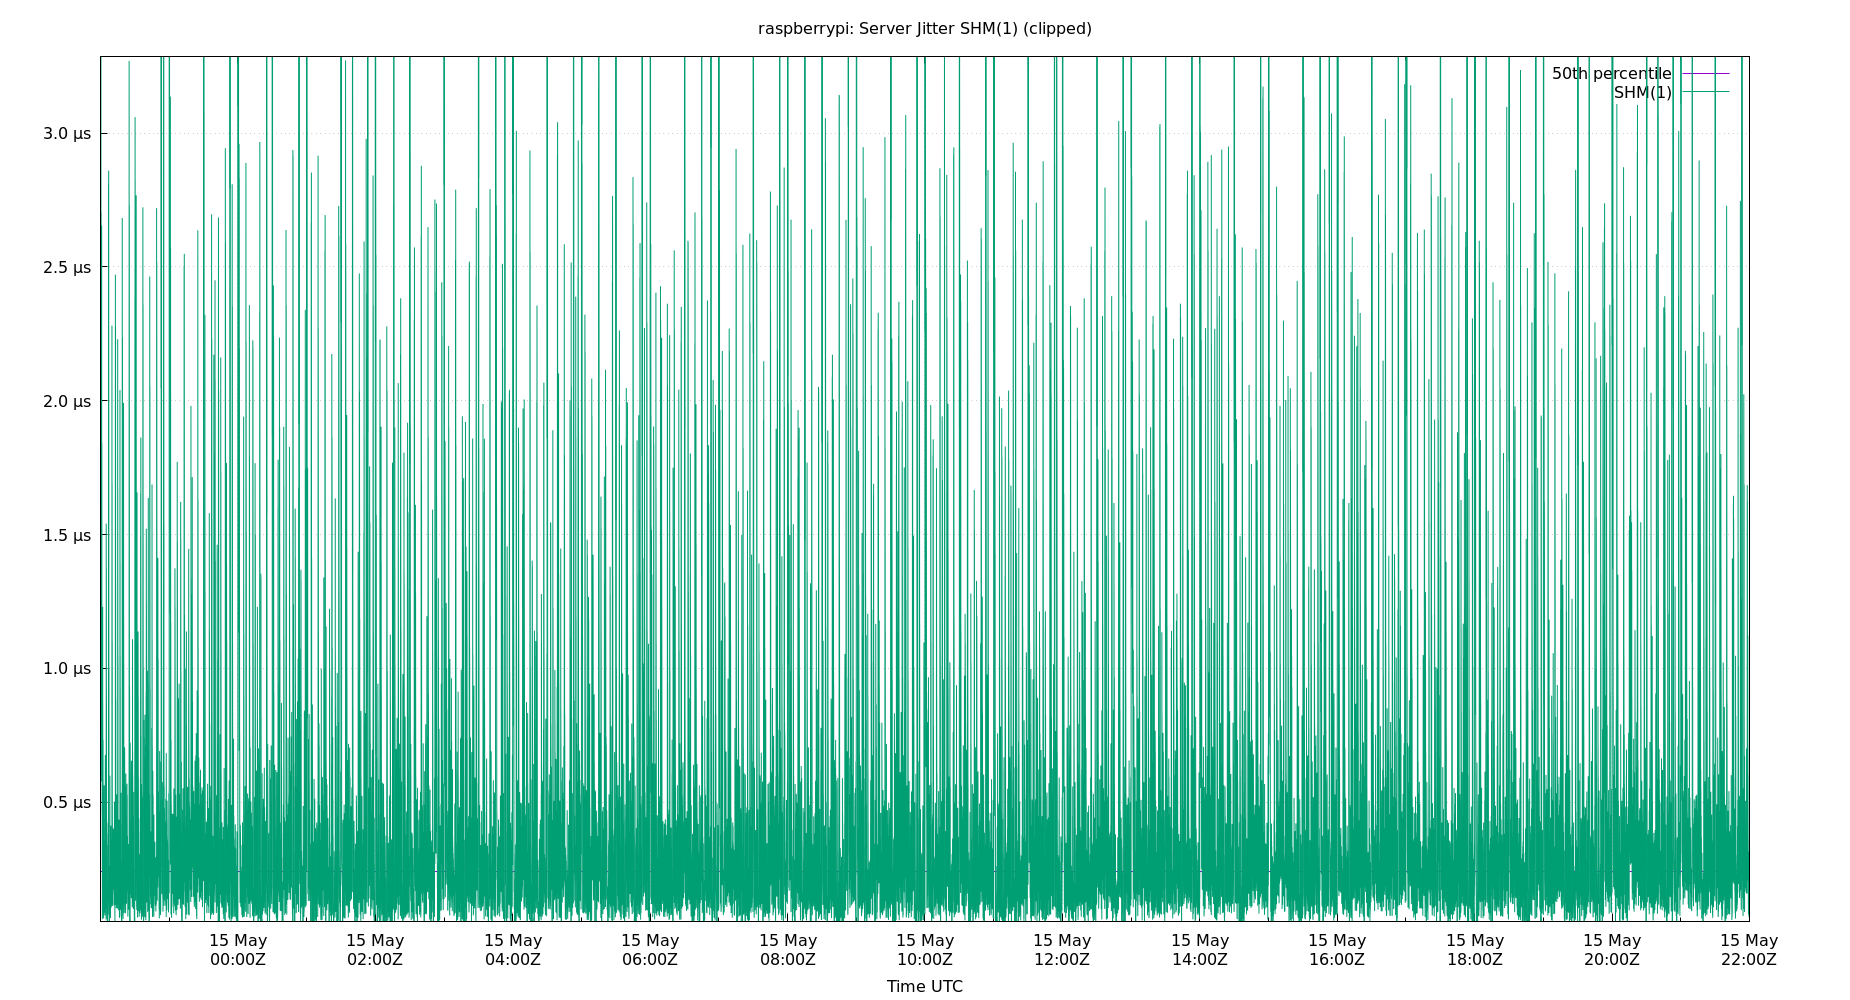 raspberrypi: Server Jitter SHM(1) (clipped)
50th percentile
SHM(1)
3.0 µs
2.5 µs
2.0 µs
1.5 µs
1.0 µs
0.5 µs
15 May 15 May 15 May 15 May 15 May 15 May 15 May 15 May 15 May 15 May 15 May 15 May
00:00Z 02:00Z 04:00Z 06:00Z 08:00Z 10:00Z 12:00Z 14:00Z 16:00Z 18:00Z 20:00Z 22:00Z
Time UTC